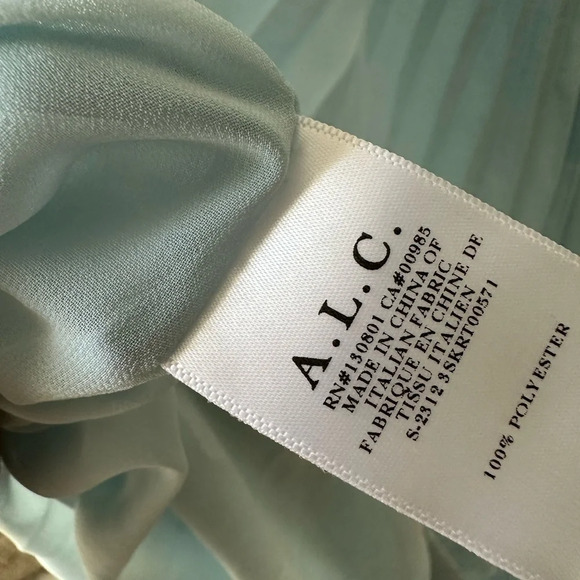 A.L.C.
RN#130801 CA#00985
MADE IN CHINA OF
ITALIAN FABRIC
FABRIQUE EN CHINE DE
TISSU ITALIEN
S-2312 3SKRT00571
100% POLYESTER